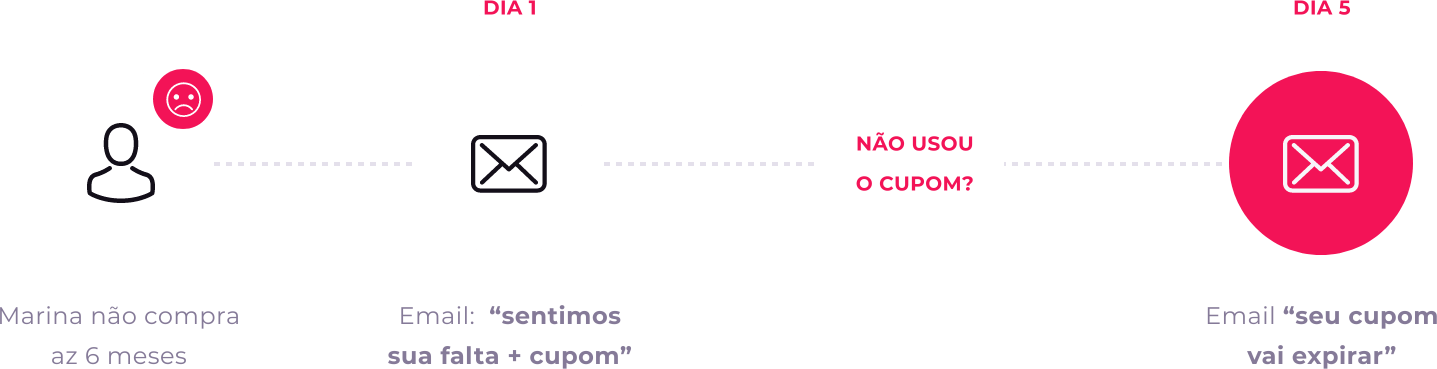 DIA 1
DIA 5
NÃO USOU
O CUPOM?
Marina não compra
az 6 meses
Email: “sentimos
sua falta + cupom”
Email “seu cupom
vai expirar”